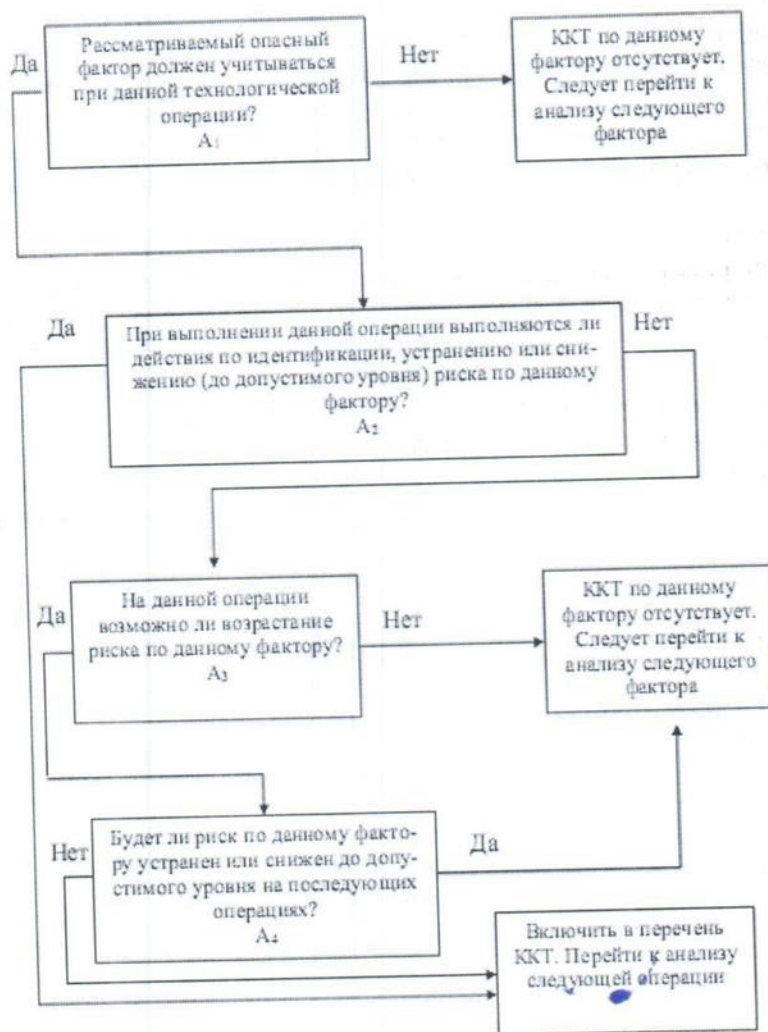 Да
Рассматриваемый опасный
фактор должен учитываться
при данной технологической
операции?
А₁
Нет
ККТ по данному
фактору отсутствует.
Следует перейти к
анализу следующего
фактора
Да
При выполнении данной операции выполняются ли
действия по идентификации, устранению или сни-
жению (до допустимого уровня) риска по данному
фактору?
А₂
Нет
Да
На данной операции
возможно ли возрастание
риска по данному фактору?
А₃
Нет
ККТ по данному
фактору отсутствует.
Следует перейти к
анализу следующего
фактора
Нет
Будет ли риск по данному факто-
ру устранен или снижен до допу-
стимого уровня на последующих
операциях?
А₄
Да
Включить в перечень
ККТ. Перейти к анализу
следующей операции